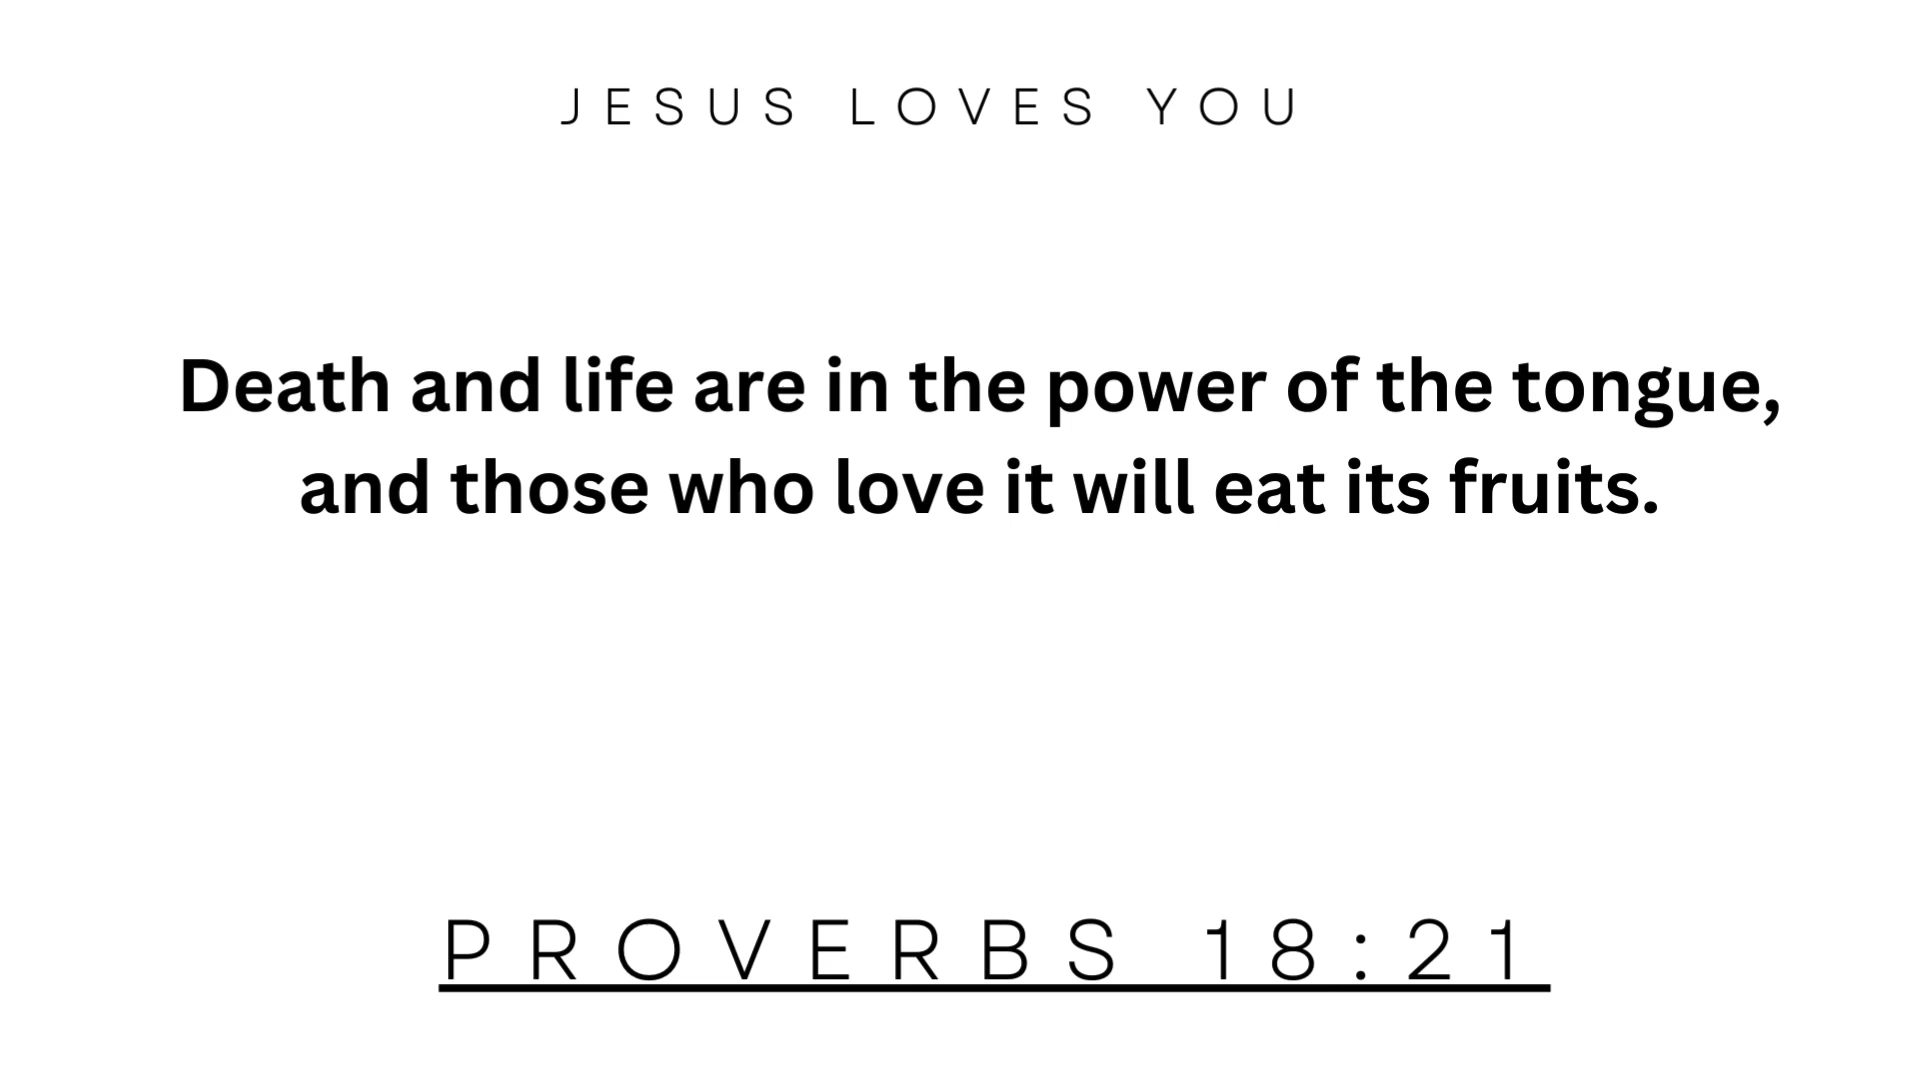 JESUS LOVES YOU
Death and life are in the power of the tongue,
and those who love it will eat its fruits.
PROVERBS 18:21